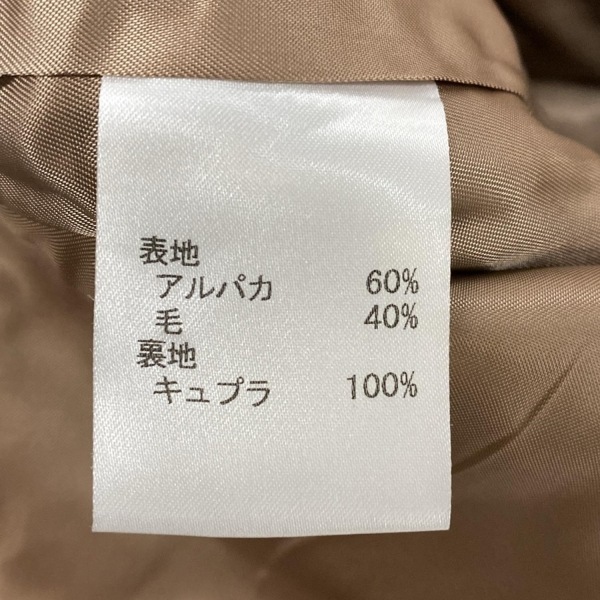 表地
アルパカ 60%
毛 40%
裏地
キュプラ 100%